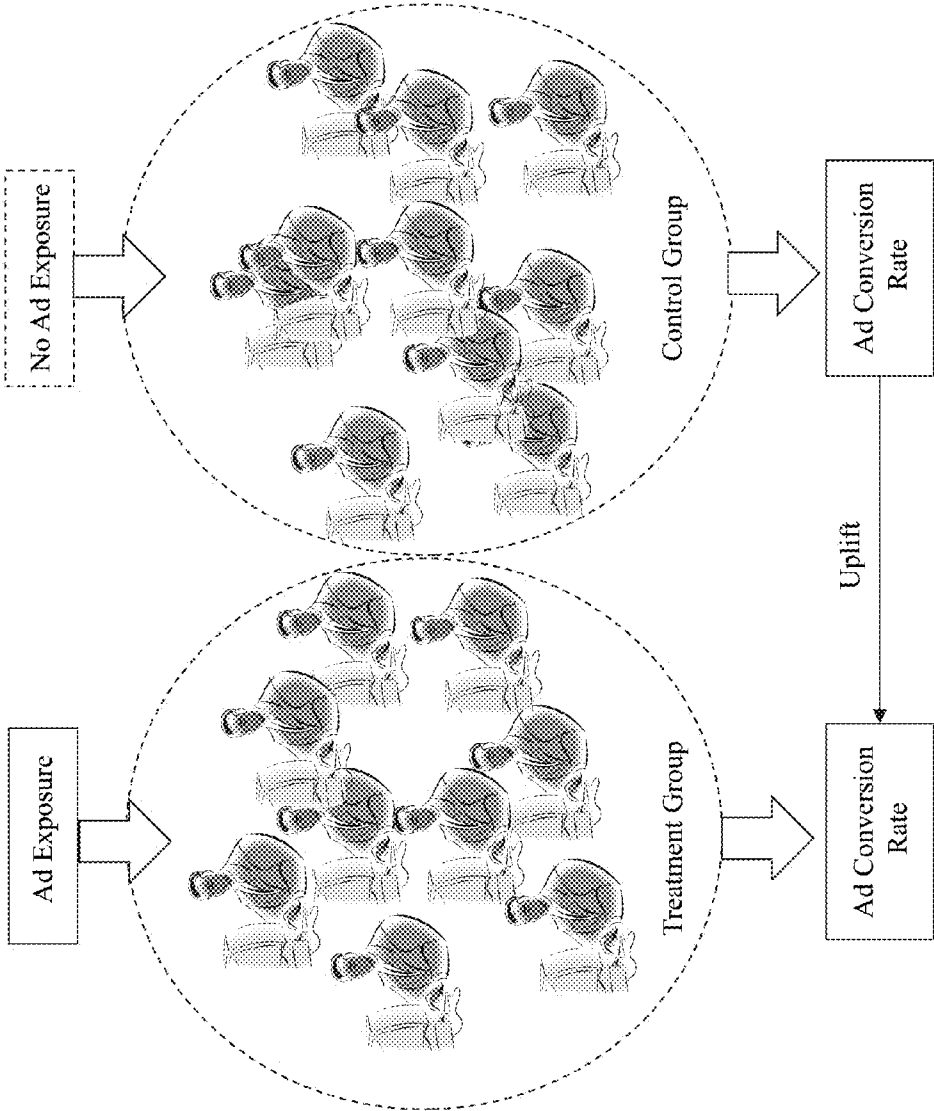 Ad Exposure
No Ad Exposure
Treatment Group
Control Group
Ad Conversion
Rate
Uplift
Ad Conversion
Rate